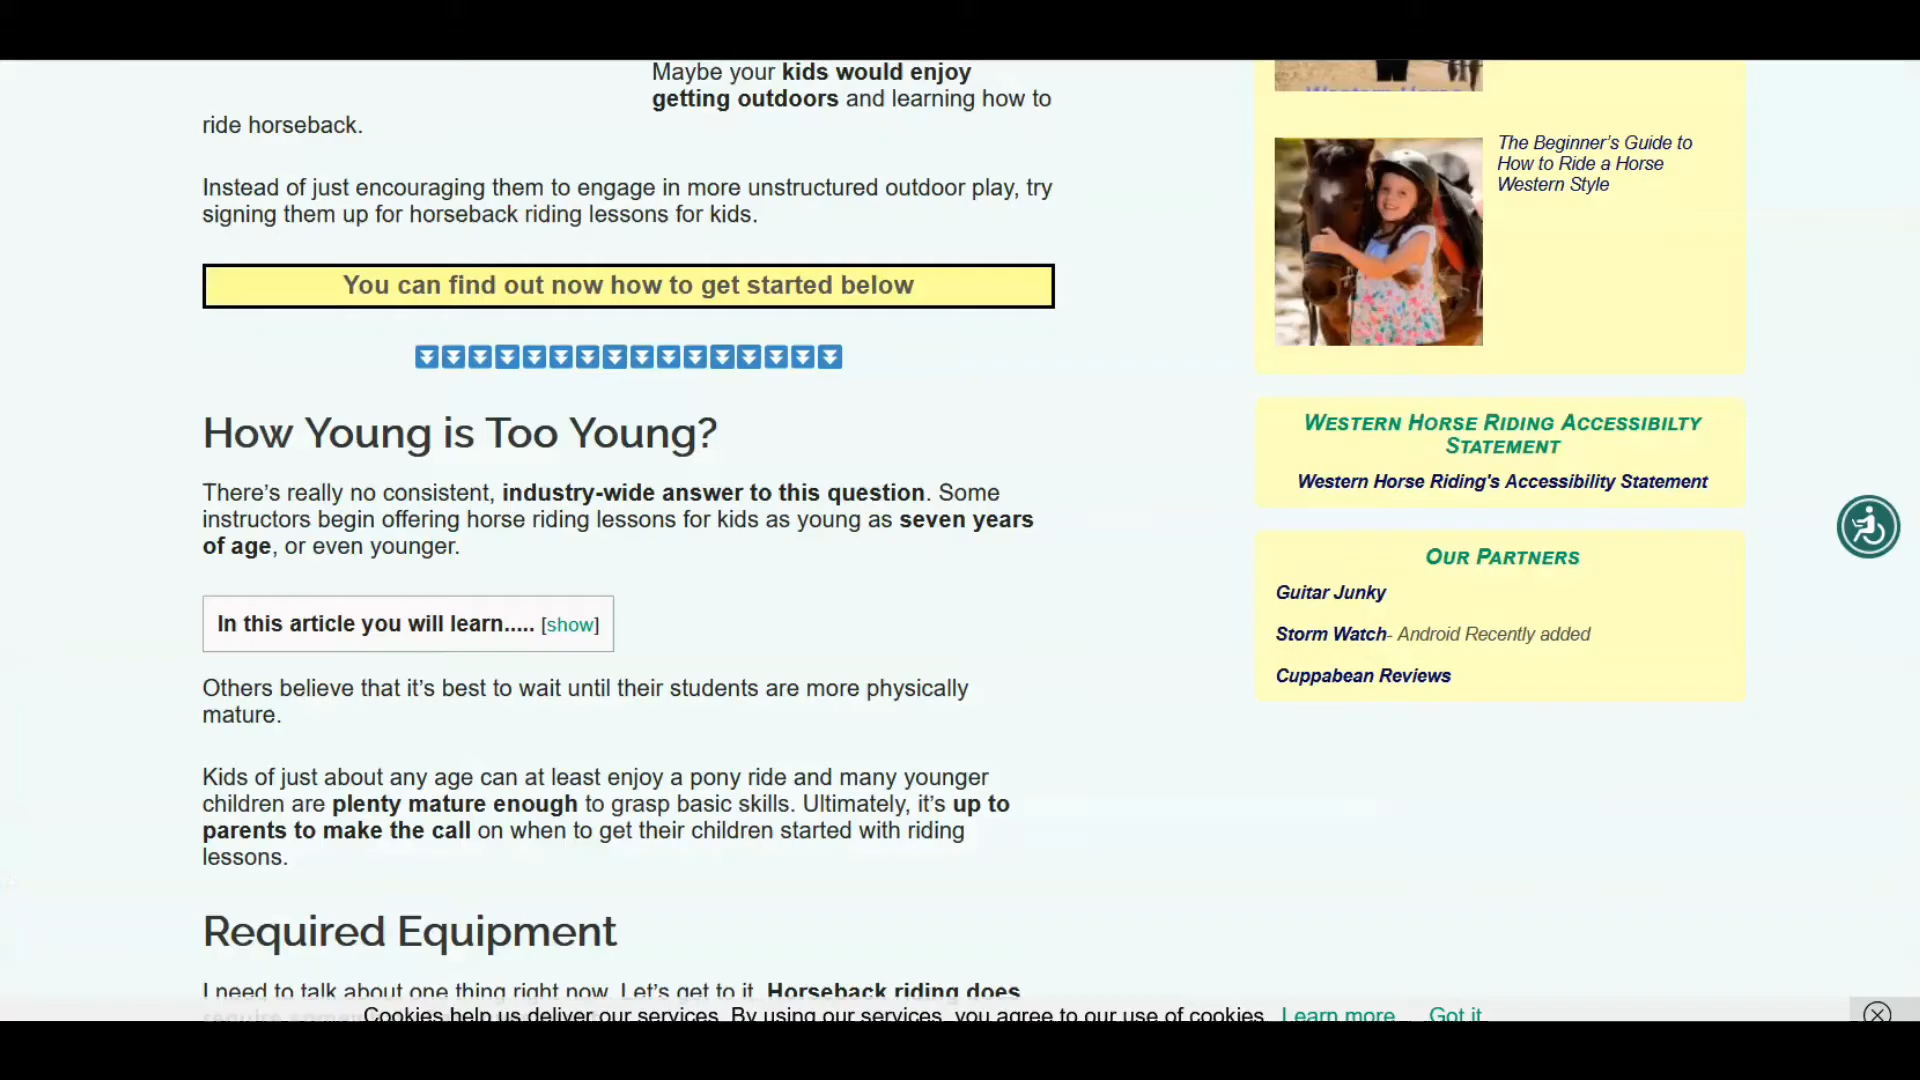 Maybe your kids would enjoy
getting outdoors and learning how to
ride horseback.
Instead of just encouraging them to engage in more unstructured outdoor play, try
signing them up for horseback riding lessons for kids.
You can find out now how to get started below
How Young is Too Young?
There’s really no consistent, industry-wide answer to this question. Some
instructors begin offering horse riding lessons for kids as young as seven years
of age, or even younger.
In this article you will learn..... [show]
Others believe that it’s best to wait until their students are more physically
mature.
Kids of just about any age can at least enjoy a pony ride and many younger
children are plenty mature enough to grasp basic skills. Ultimately, it’s up to
parents to make the call on when to get their children started with riding
lessons.
Required Equipment
I need to talk about one thing right now. Let’s get to it. Horseback riding does
The Beginner’s Guide to
How to Ride a Horse
Western Style
Western Horse Riding Accessibilty
Statement
Western Horse Riding's Accessibility Statement
Our Partners
Guitar Junky
Storm Watch- Android Recently added
Cuppabean Reviews
Cookies help us deliver our services. By using our services, you agree to our use of cookies. Learn more Got it